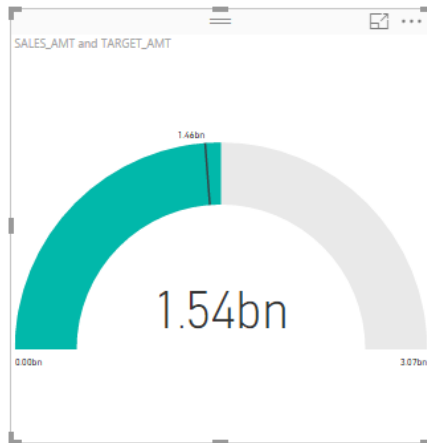 SALES_AMT and TARGET_AMT
1.46bn
1.54bn
0.00bn
3.07bn